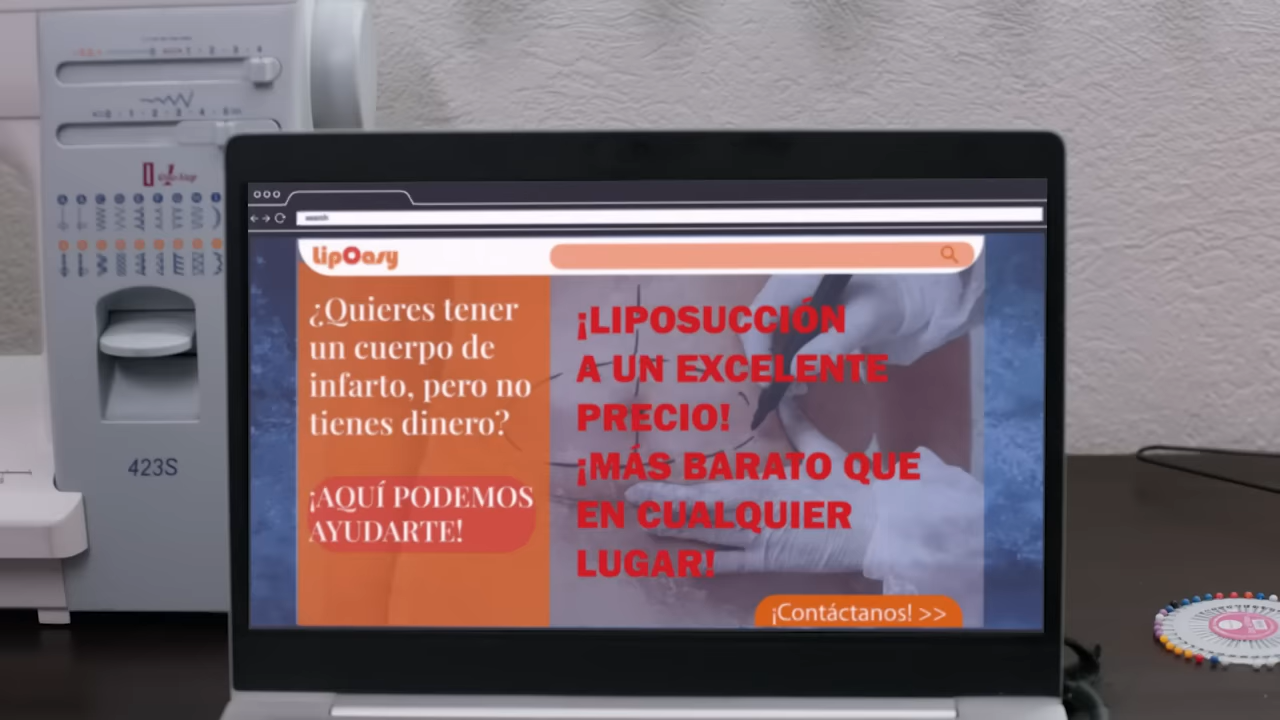 423S
search
LipOasy
¿Quieres tener
un cuerpo de
infarto, pero no
tienes dinero?
¡AQUÍ PODEMOS
AYUDARTE!
¡LIPOSUCCIÓN
A UN EXCELENTE
PRECIO!
¡MÁS BARATO QUE
EN CUALQUIER
LUGAR!
¡Contáctanos! >>